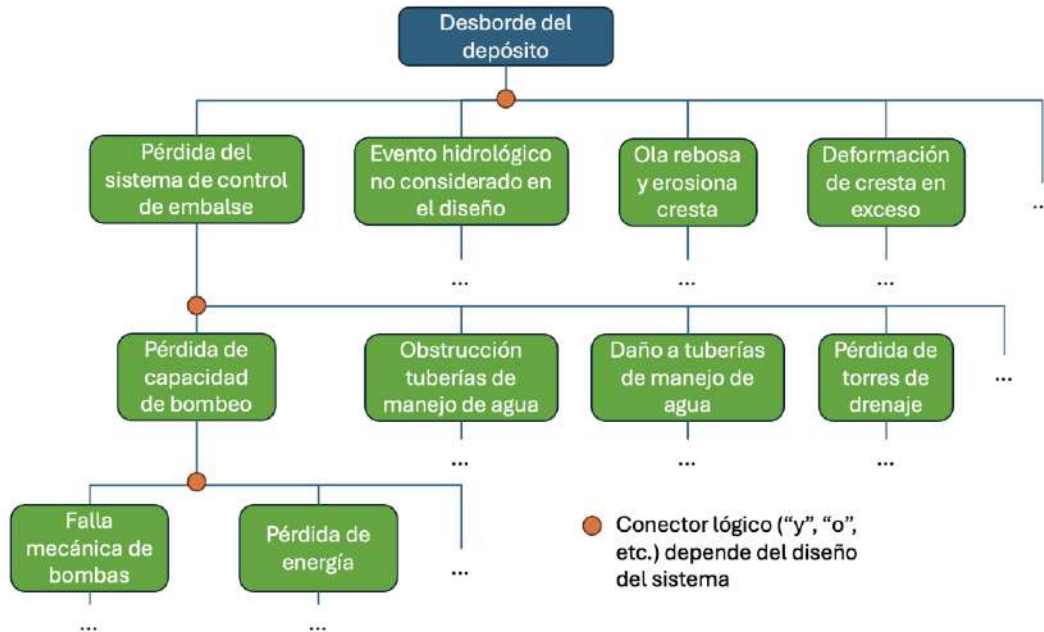 Desborde del
depósito
Pérdida del
sistema de control
de embalse
Evento hidrológico
no considerado en
el diseño
Ola rebosa
y erosiona
cresta
Deformación
de cresta en
exceso
..
...
...
...
Pérdida de
capacidad
de bombeo
Obstrucción
tuberías de
manejo de agua
Daño a tuberías
de manejo de
agua
Pérdida de
torres de
drenaje
...
...
...
...
Falla
mecánica de
bombas
Pérdida de
energía
...
...
...
Conector lógico (“y”, “o”,
etc.) depende del diseño
del sistema